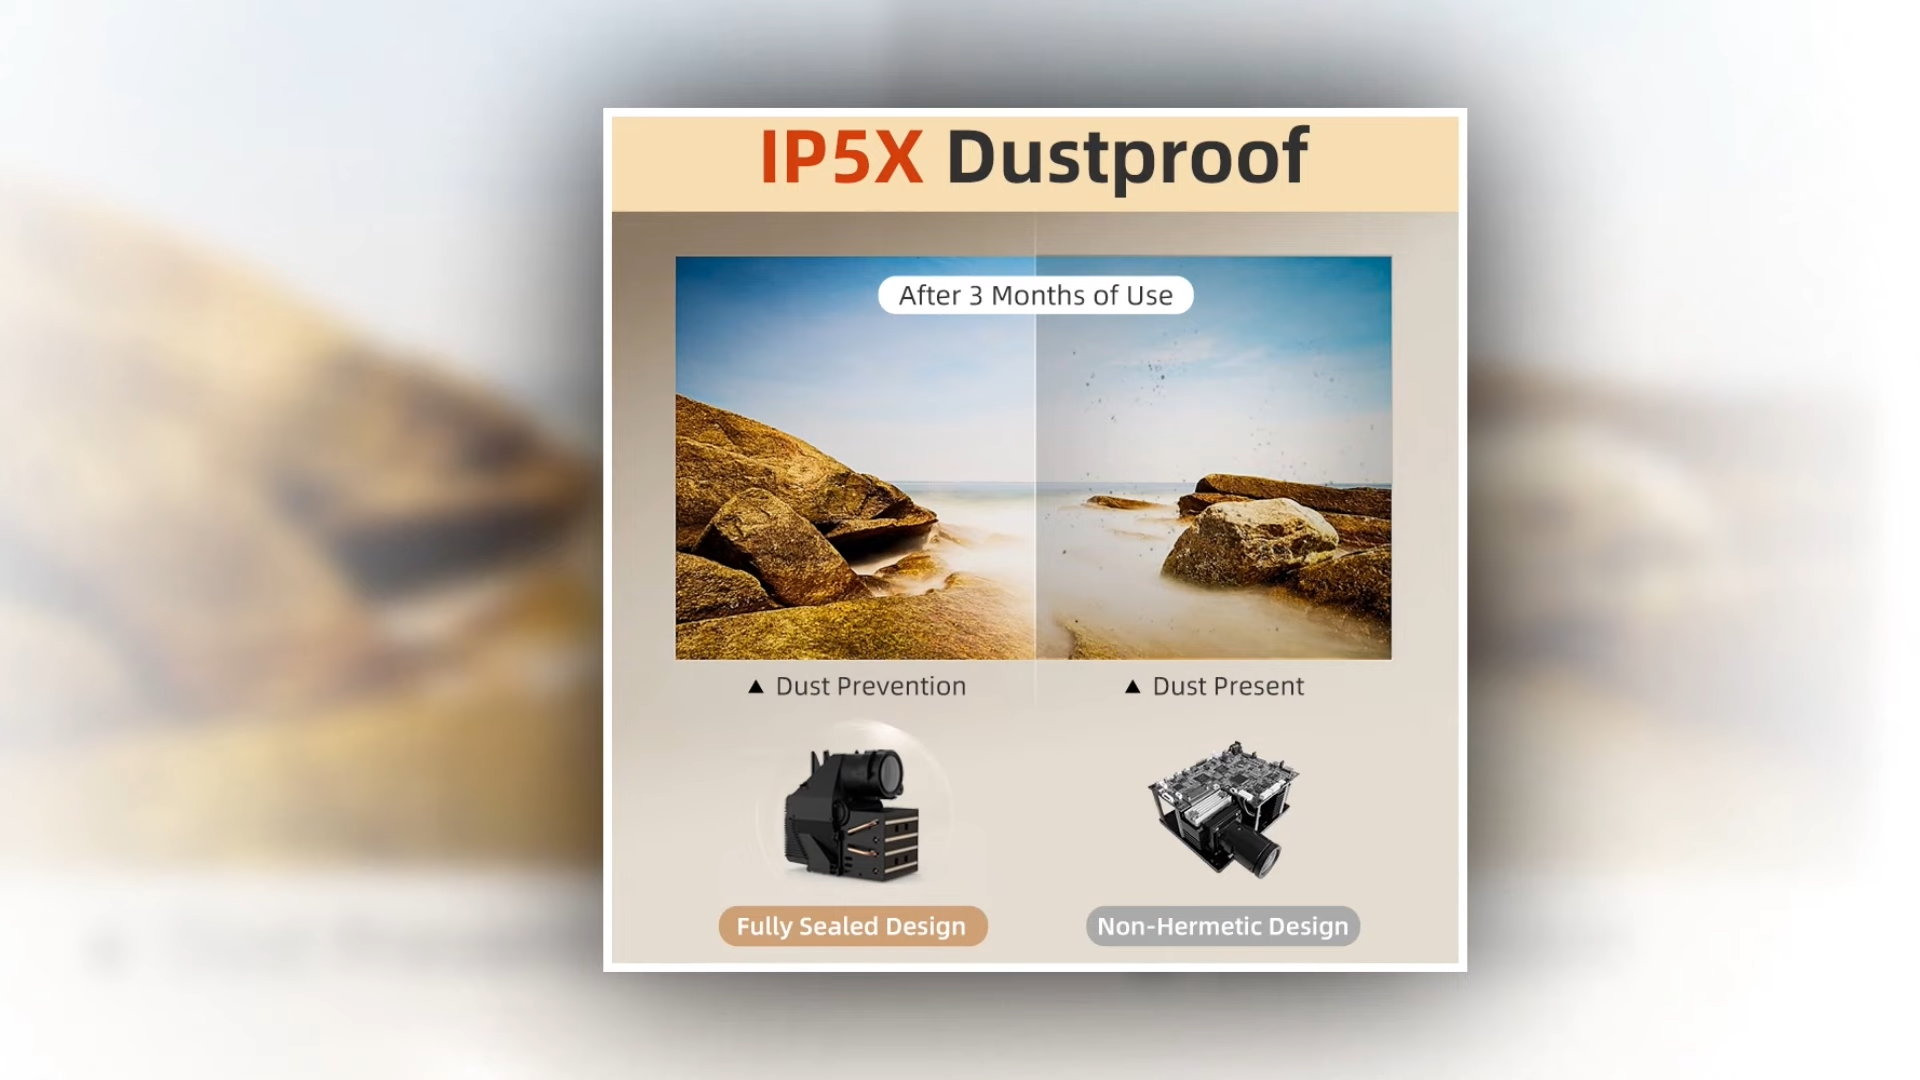 IP5X Dustproof
After 3 Months of Use
▲ Dust Prevention
▲ Dust Present
Fully Sealed Design
Non-Hermetic Design